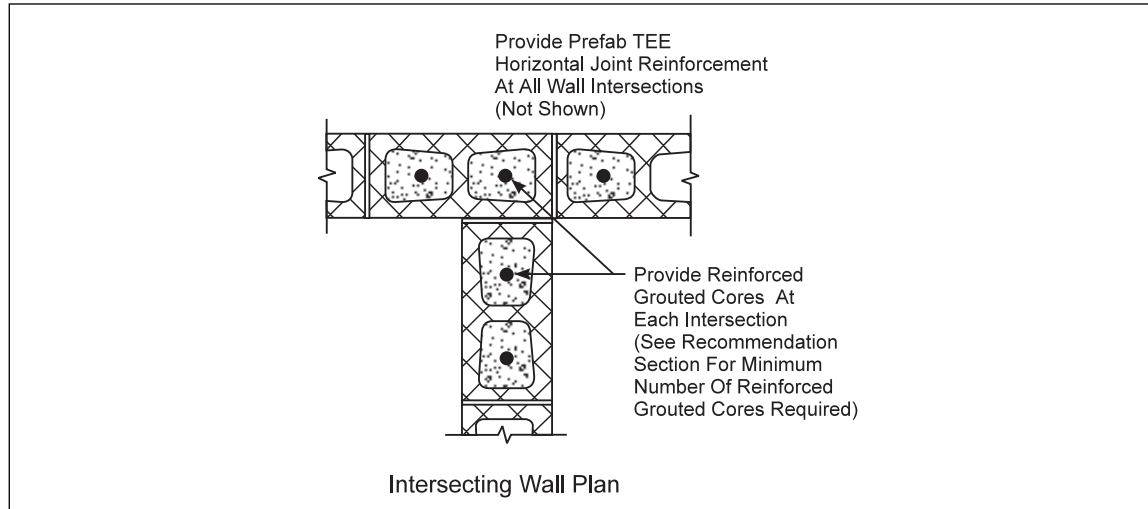 Provide Prefab TEE
Horizontal Joint Reinforcement
At All Wall Intersections
(Not Shown)
Provide Reinforced
Grouted Cores At
Each Intersection
(See Recommendation
Section For Minimum
Number Of Reinforced
Grouted Cores Required)
Intersecting Wall Plan